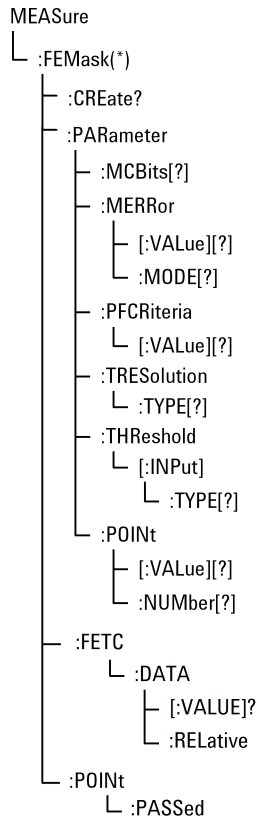 MEASure
:FEMask(*)
:CREate?
:PARameter
:MCBits[?]
:MERRor
[:VALue][?]
:MODE[?]
:PFCRiteria
[:VALue][?]
:TRESolution
:TYPE[?]
:THReshold
[:INPut]
:TYPE[?]
:POINt
[:VALue][?]
:NUMber[?]
:FETC
:DATA
[:VALUE]?
:RELative
:POINt
:PASSed